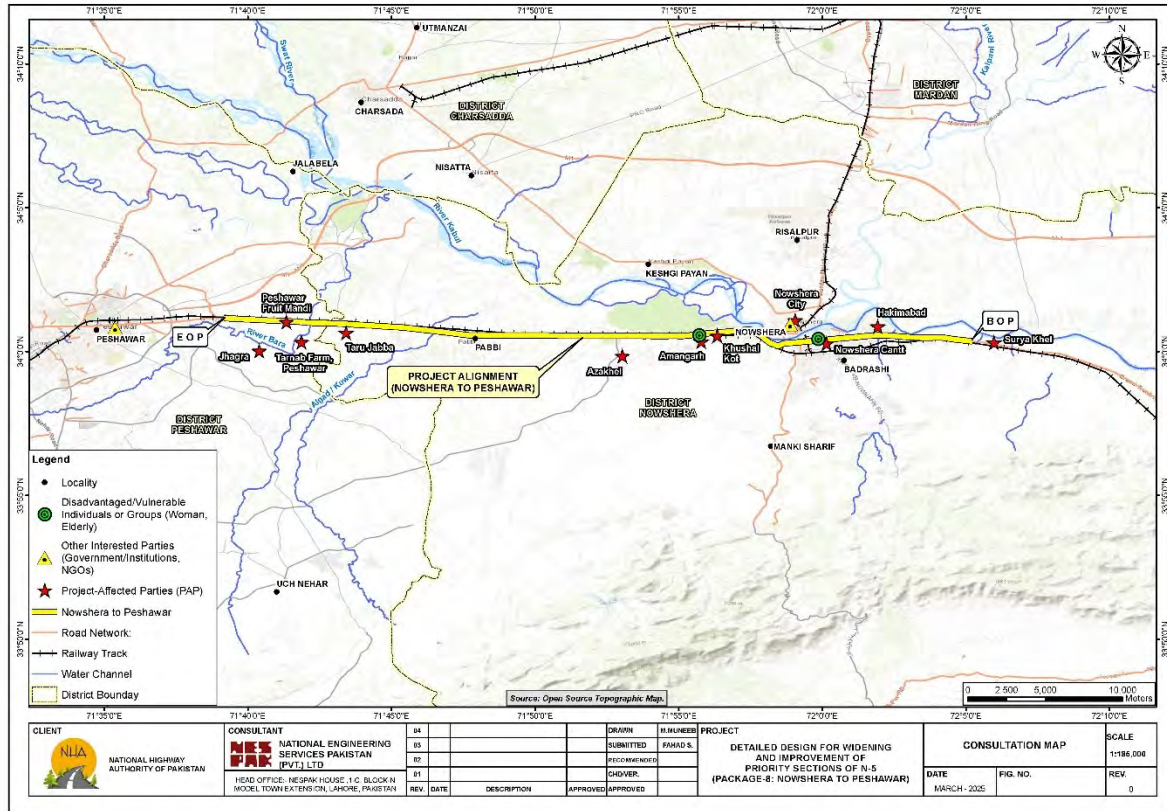 71°35'0"E
71°40'0"E
71°45'0"E
71°50'0"E
71°55'0"E
72°0'0"E
72°5'0"E
72°10'0"E
34°10'0"N
34°5'0"N
34°0'0"N
33°55'0"N
33°50'0"N
N
W
E
S
UTMANZAI
Swat River
Kalpani River
Charsadda
CHARSADA
DISTRICT
CHARSADDA
DISTRICT
MARDAN
JALABELA
NISATTA
Nisatta
River Kabul
RISALPUR
KESHGI PAYAN
Keshgi Payan
Peshawar
Fruit Mandi
Nowshera
City
Hakimabad
B O P
PESHAWAR
E O P
River Bara
Jhagra
Tarnab Farm,
Peshawar
Taru Jabba
PABBI
NOWSHERA
Khushal
Kot
Amangarh
Azakhel
Nowshera Cantt
Surya Khel
BADRASHI
PROJECT ALIGNMENT
(NOWSHERA TO PESHAWAR)
DISTRICT
PESHAWAR
DISTRICT
NOWSHERA
MANKI SHARIF
UCH NEHAR
Legend
Locality
Disadvantaged/Vulnerable
Individuals or Groups (Woman,
Elderly)
Other Interested Parties
(Government/Institutions,
NGOs)
Project-Affected Parties (PAP)
Nowshera to Peshawar
Road Network:
Railway Track
Water Channel
District Boundary
Source: Open Source Topographic Map.
0 2,500 5,000 10,000
Meters
CLIENT
NHA
NATIONAL HIGHWAY
AUTHORITY OF PAKISTAN
CONSULTANT
NES
PAK
NATIONAL ENGINEERING
SERVICES PAKISTAN
[PVT.] LTD
HEAD OFFICE:- NESPAK HOUSE ,1-C, BLOCK-N
MODEL TOWN EXTENSION, LAHORE, PAKISTAN
04
03
02
01
REV. DATE DESCRIPTION APPROVED
DRAWN M.MUNEEB
SUBMITTED FAHAD S.
RECOMMENDED
CHD/VER.
APPROVED
PROJECT
DETAILED DESIGN FOR WIDENING
AND IMPROVEMENT OF
PRIORITY SECTIONS OF N-5
(PACKAGE-8: NOWSHERA TO PESHAWAR)
CONSULTATION MAP
SCALE
1:186,000
DATE
MARCH - 2025
FIG. NO.
REV.
0